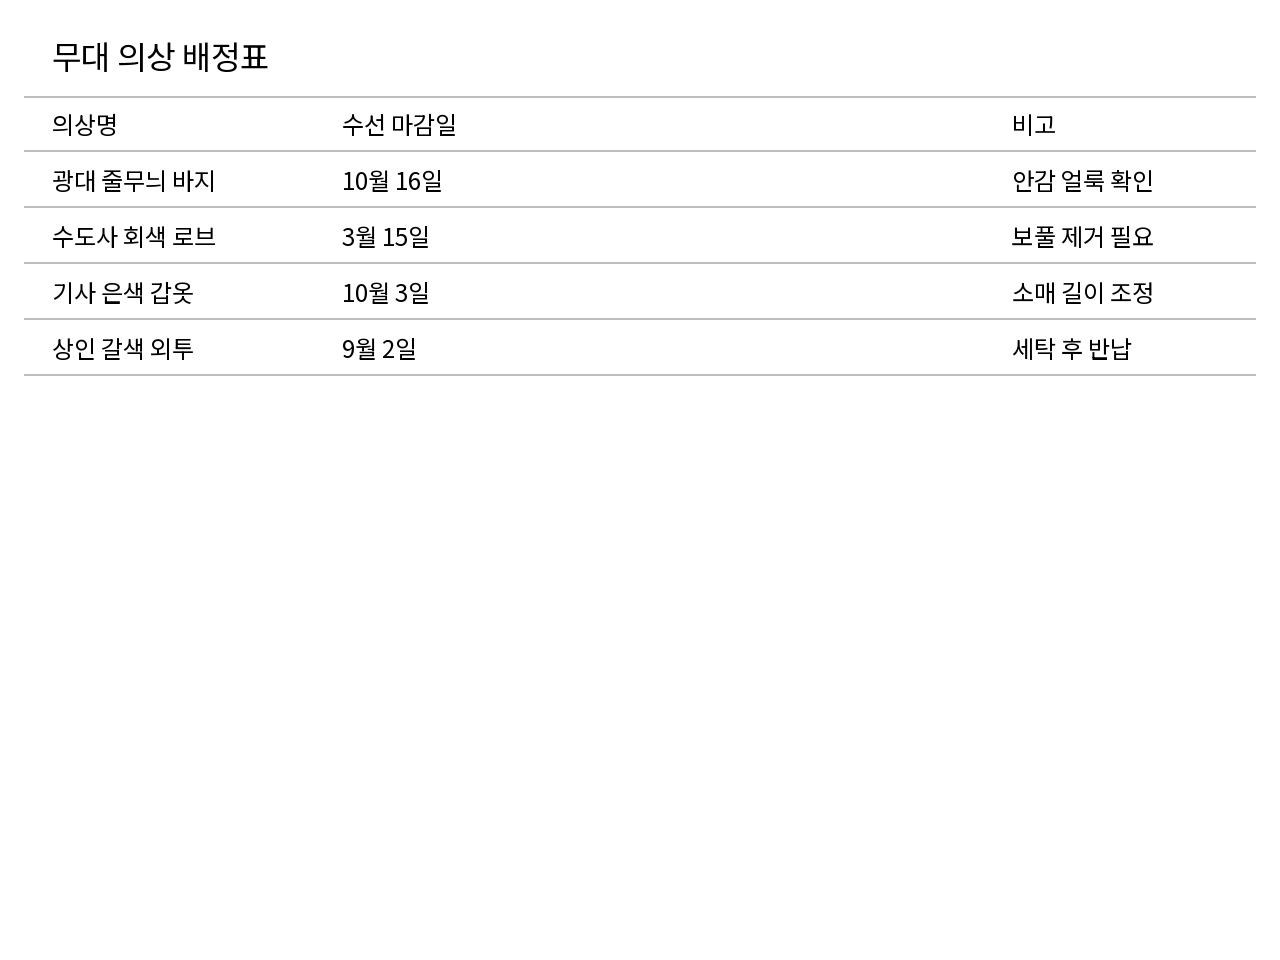 무대 의상 배정표
의상명 수선 마감일 비고
광대 줄무늬 바지 10월 16일 안감 얼룩 확인
수도사 회색 로브 3월 15일 보풀 제거 필요
기사 은색 갑옷 10월 3일 소매 길이 조정
상인 갈색 외투 9월 2일 세탁 후 반납